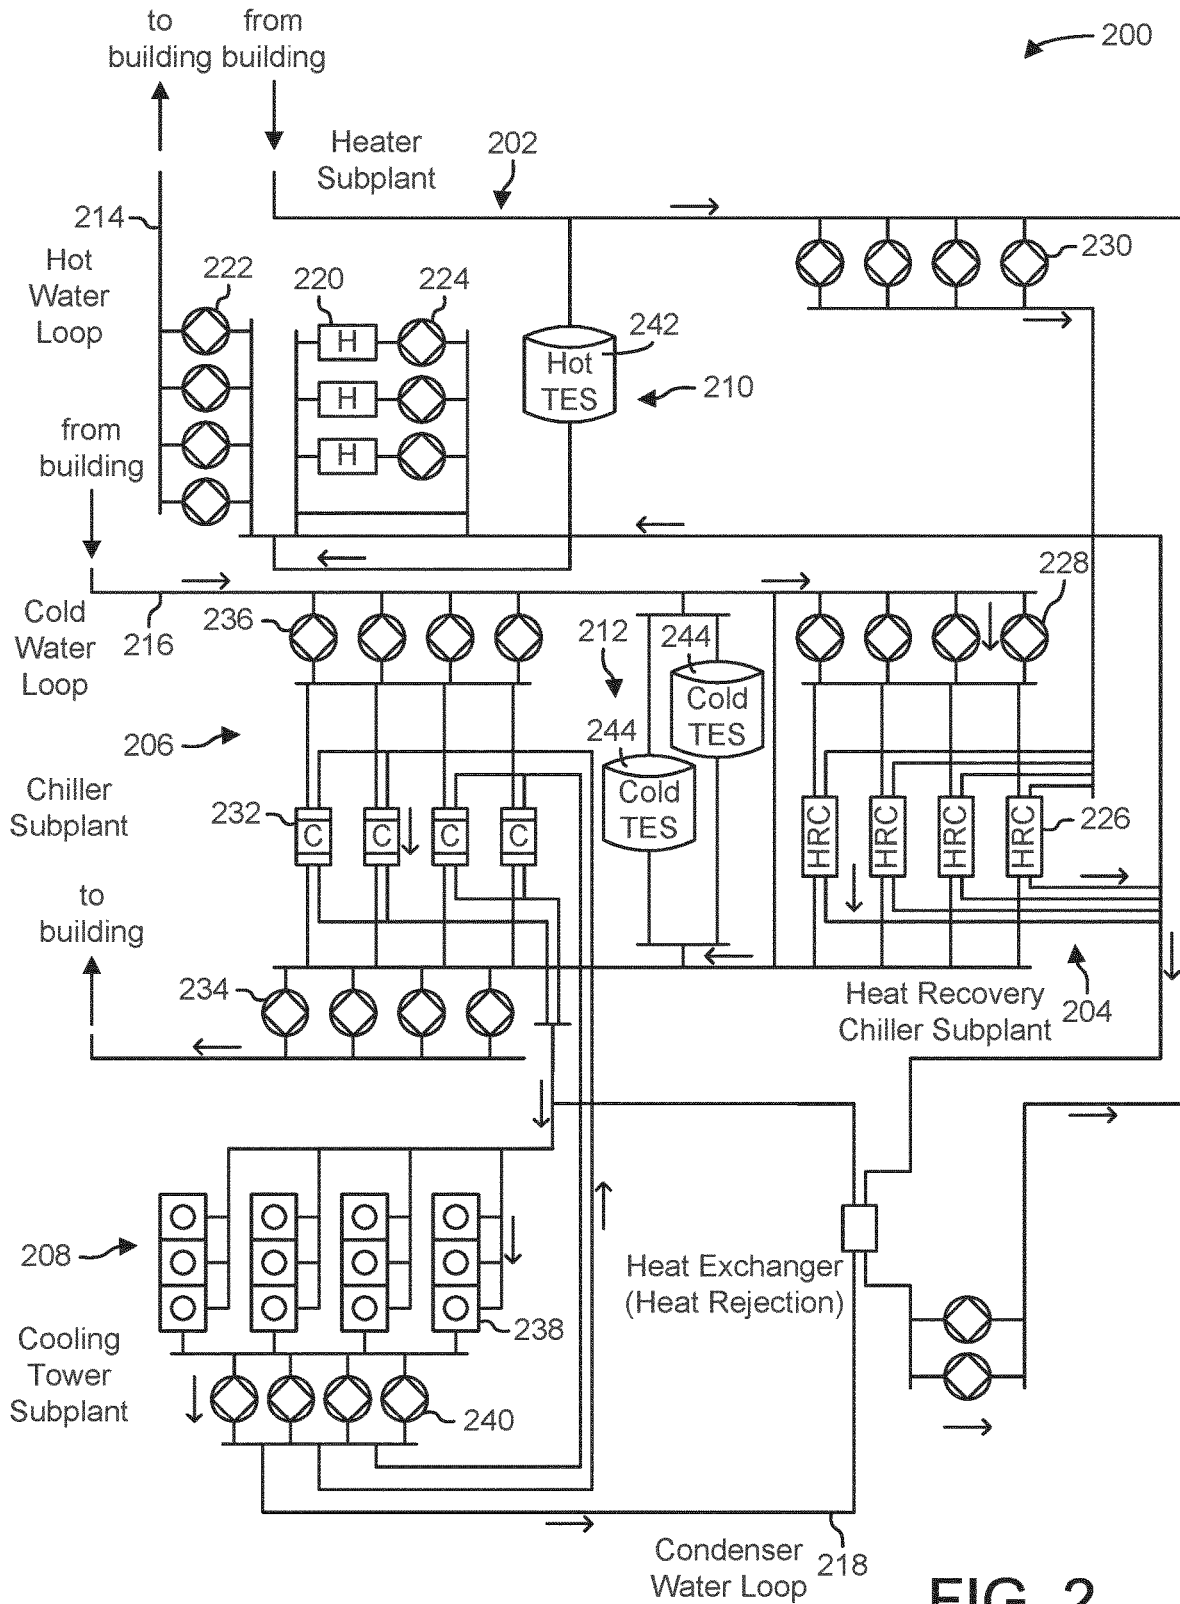 to
building
from
building
200
Heater
Subplant
202
214
Hot
Water
Loop
222
220
224
230
H
H
H
242
Hot
TES
210
from
building
228
Cold
Water
Loop
216
236
212
244
Cold
TES
244
Cold
TES
206
Chiller
Subplant
232
C
C
C
C
HRC
HRC
HRC
HRC
226
to
building
234
Heat Recovery
Chiller Subplant
204
208
Heat Exchanger
(Heat Rejection)
238
Cooling
Tower
Subplant
240
Condenser
Water Loop
218
FIG. 2